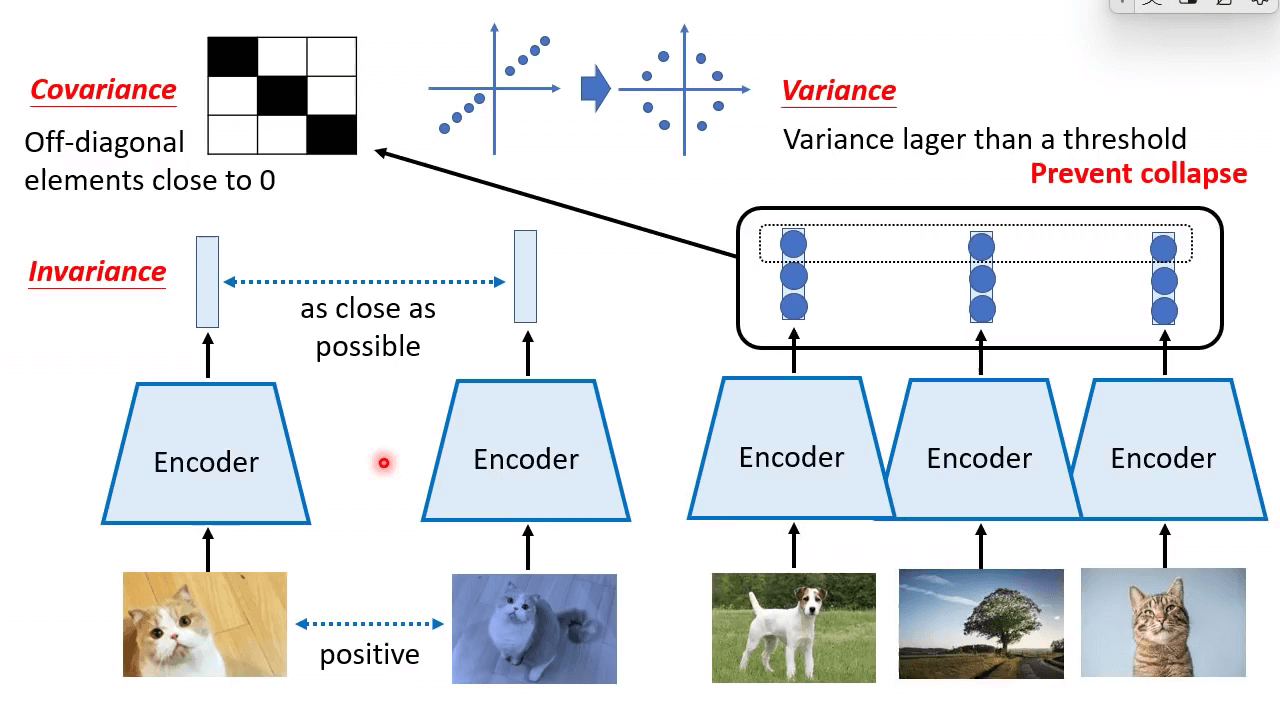 Covariance
Off-diagonal
elements close to 0
Variance
Variance lager than a threshold
Prevent collapse
Invariance
as close as
possible
Encoder
Encoder
Encoder
Encoder
Encoder
positive